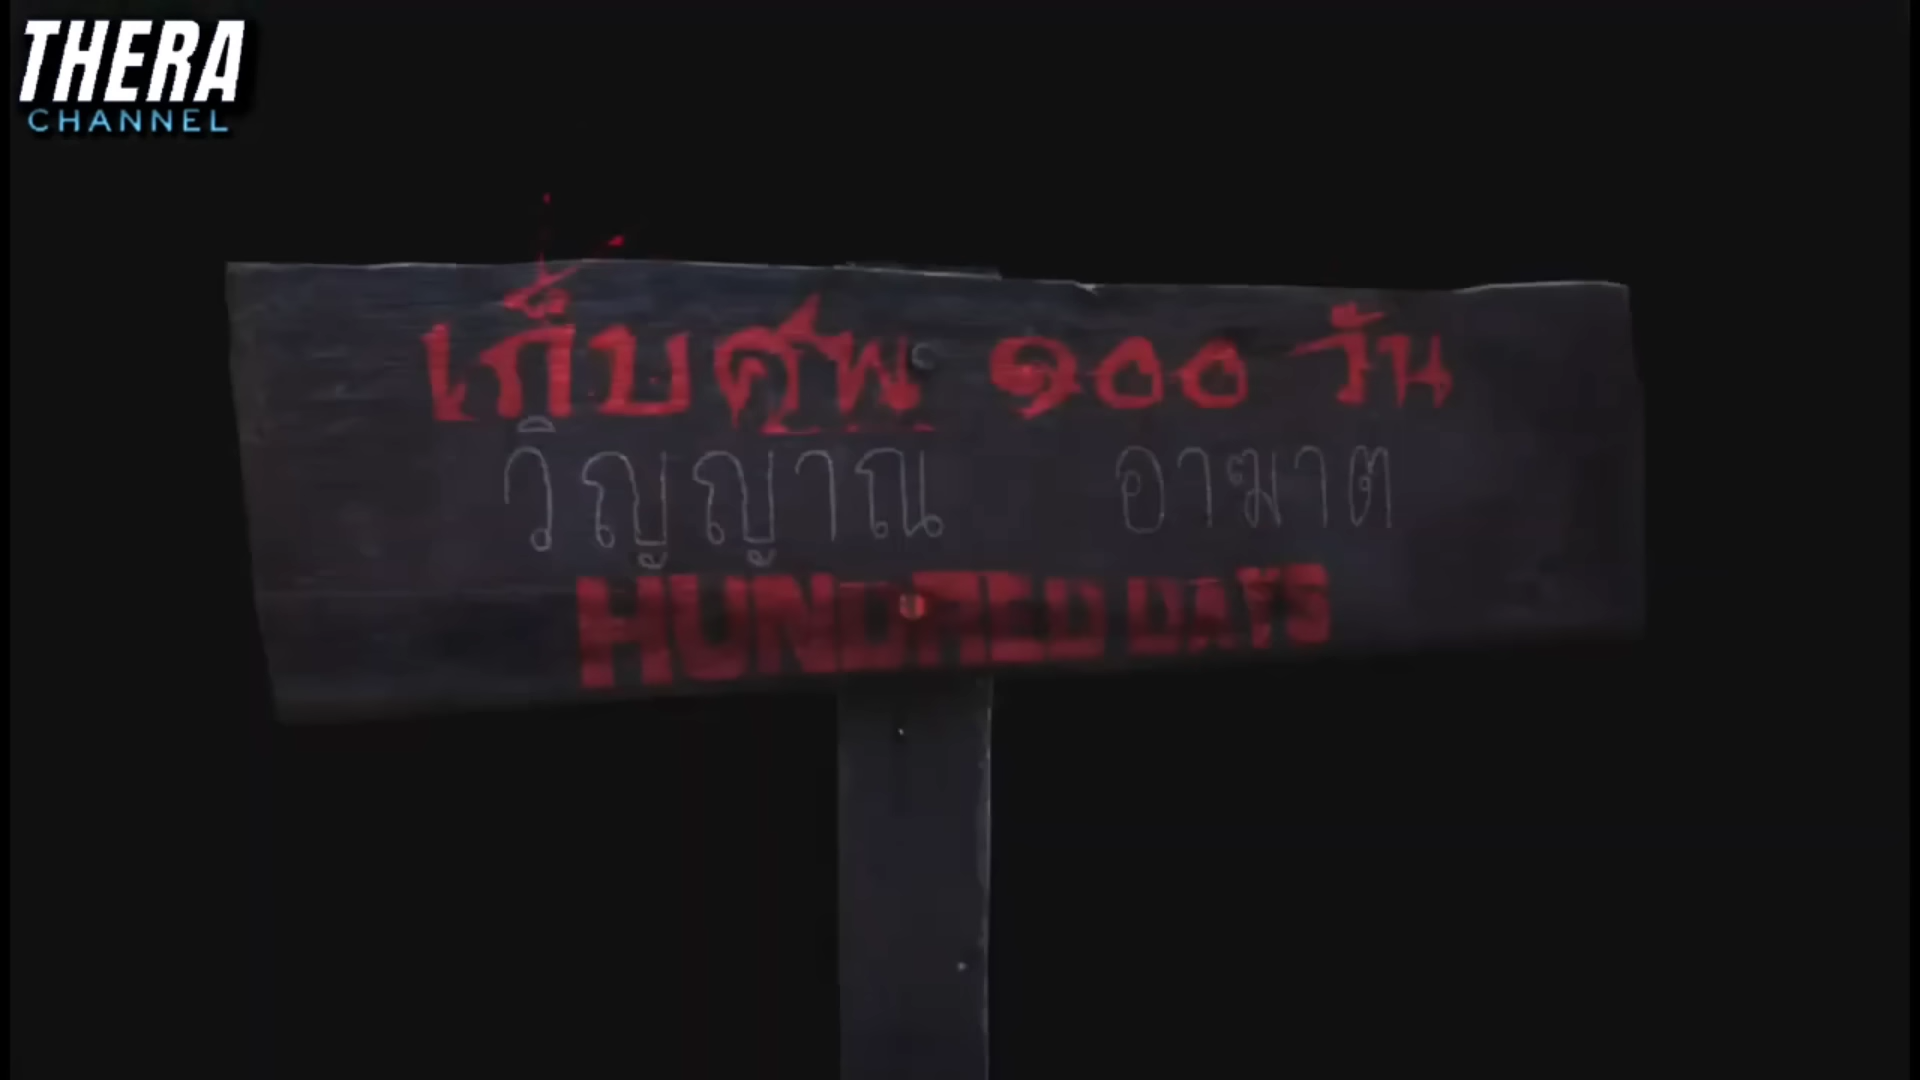 THERA
CHANNEL
เก็บศพ ๑๐๐ วัน
วิญญาณ อาฆาต
HUNDRED DAYS